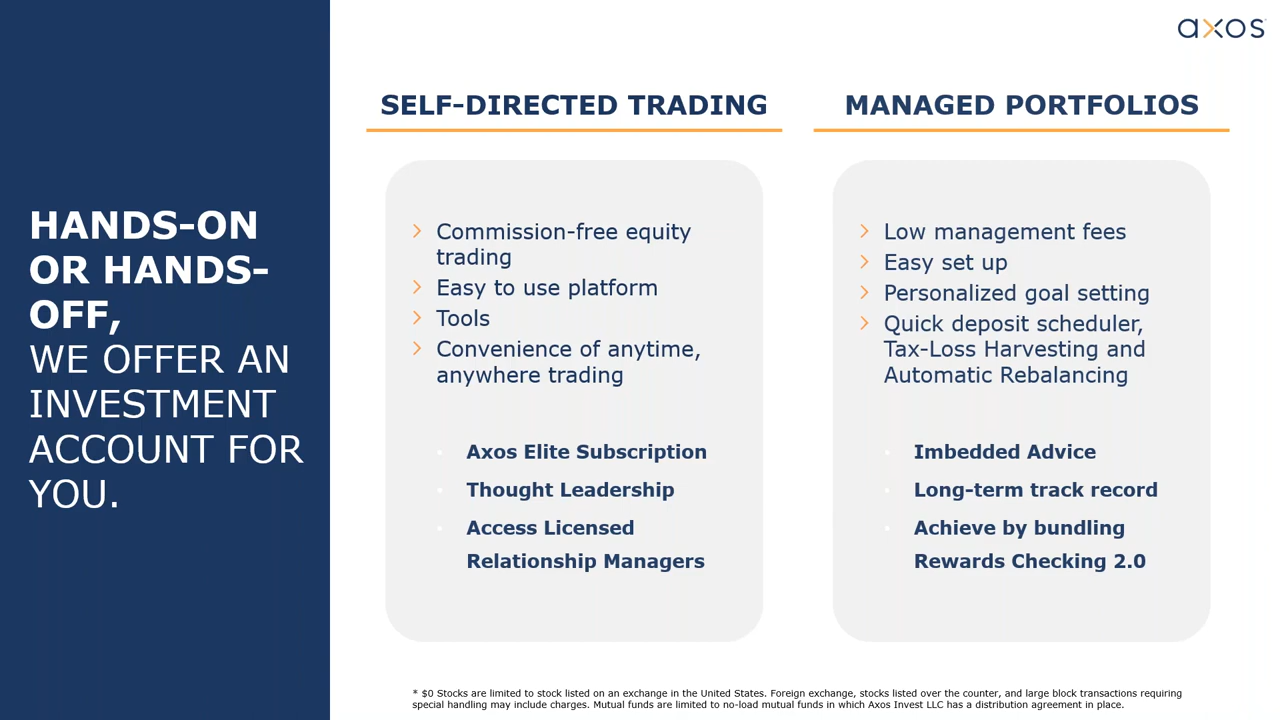 axos
HANDS-ON
OR HANDS-
OFF,
WE OFFER AN
INVESTMENT
ACCOUNT FOR
YOU.
SELF-DIRECTED TRADING
Commission-free equity
trading
Easy to use platform
Tools
Convenience of anytime,
anywhere trading
Axos Elite Subscription
Thought Leadership
Access Licensed
Relationship Managers
MANAGED PORTFOLIOS
Low management fees
Easy set up
Personalized goal setting
Quick deposit scheduler,
Tax-Loss Harvesting and
Automatic Rebalancing
Imbedded Advice
Long-term track record
Achieve by bundling
Rewards Checking 2.0
* $0 Stocks are limited to stock listed on an exchange in the United States. Foreign exchange, stocks listed over the counter, and large block transactions requiring
special handling may include charges. Mutual funds are limited to no-load mutual funds in which Axos Invest LLC has a distribution agreement in place.